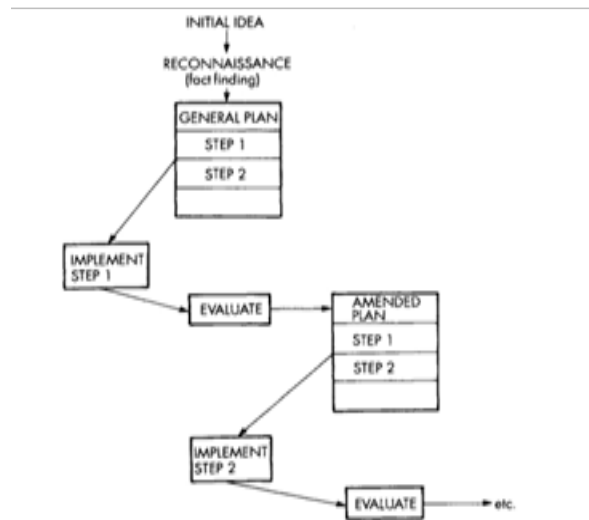 INITIAL IDEA
RECONNAISSANCE
(fact finding)
GENERAL PLAN
STEP 1
STEP 2
IMPLEMENT
STEP 1
EVALUATE
AMENDED
PLAN
STEP 1
STEP 2
IMPLEMENT
STEP 2
EVALUATE
etc.